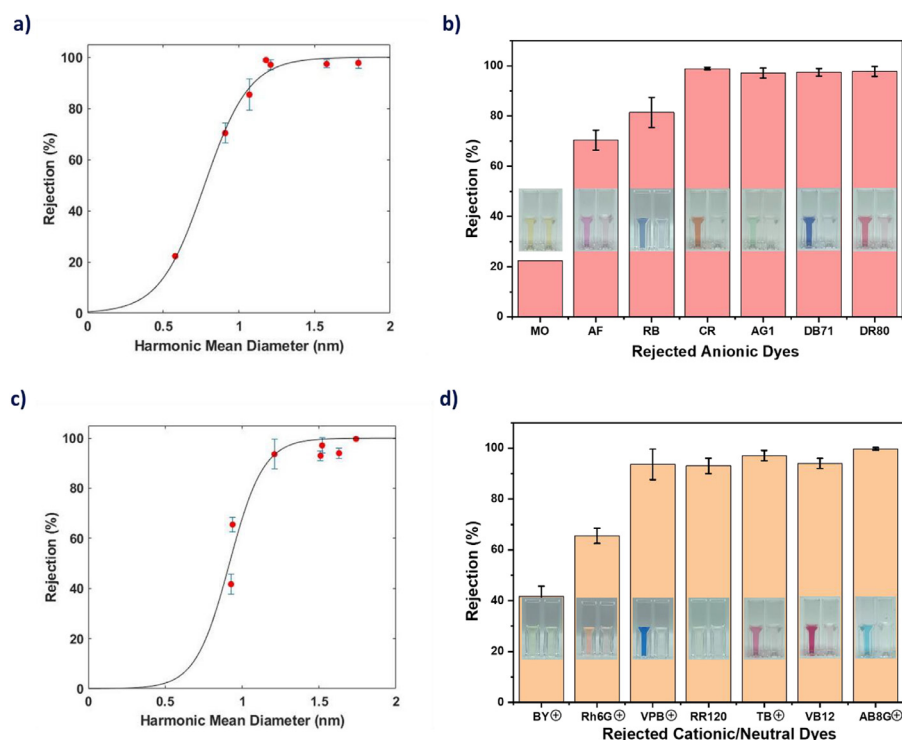 a)
100
80
60
40
20
0
Rejection (%)
0
0.5
1
1.5
2
Harmonic Mean Diameter (nm)
b)
100
80
60
40
20
0
Rejection (%)
MO AF RB CR AG1 DB71 DR80
Rejected Anionic Dyes
c)
100
80
60
40
20
0
Rejection (%)
0
0.5
1
1.5
2
Harmonic Mean Diameter (nm)
d)
100
80
60
40
20
0
Rejection (%)
BY⊕ Rh6G⊕ VPB⊕ RR120 TB⊕ VB12 AB8G⊕
Rejected Cationic/Neutral Dyes